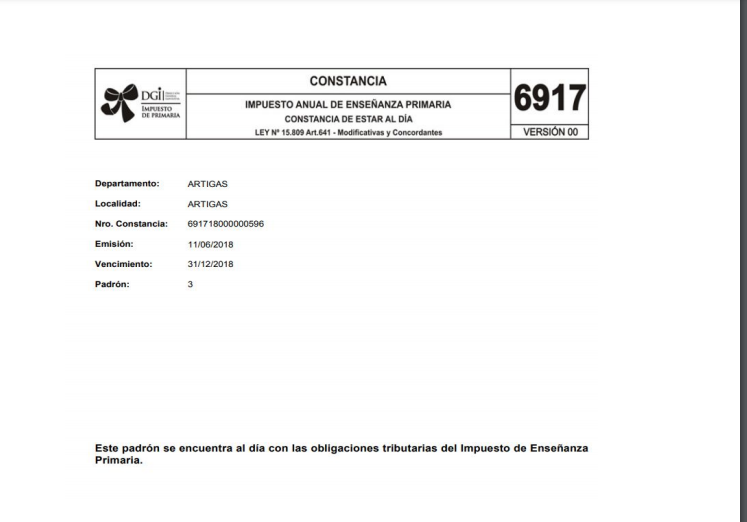 CONSTANCIA
DGI
IMPUESTO
DE PRIMARIA
IMPUESTO ANUAL DE ENSEÑANZA PRIMARIA
CONSTANCIA DE ESTAR AL DÍA
LEY Nº 15.809 Art.641 - Modificativas y Concordantes
6917
VERSIÓN 00
Departamento: ARTIGAS
Localidad: ARTIGAS
Nro. Constancia: 691718000000596
Emisión: 11/06/2018
Vencimiento: 31/12/2018
Padrón: 3
Este padrón se encuentra al día con las obligaciones tributarias del Impuesto de Enseñanza
Primaria.